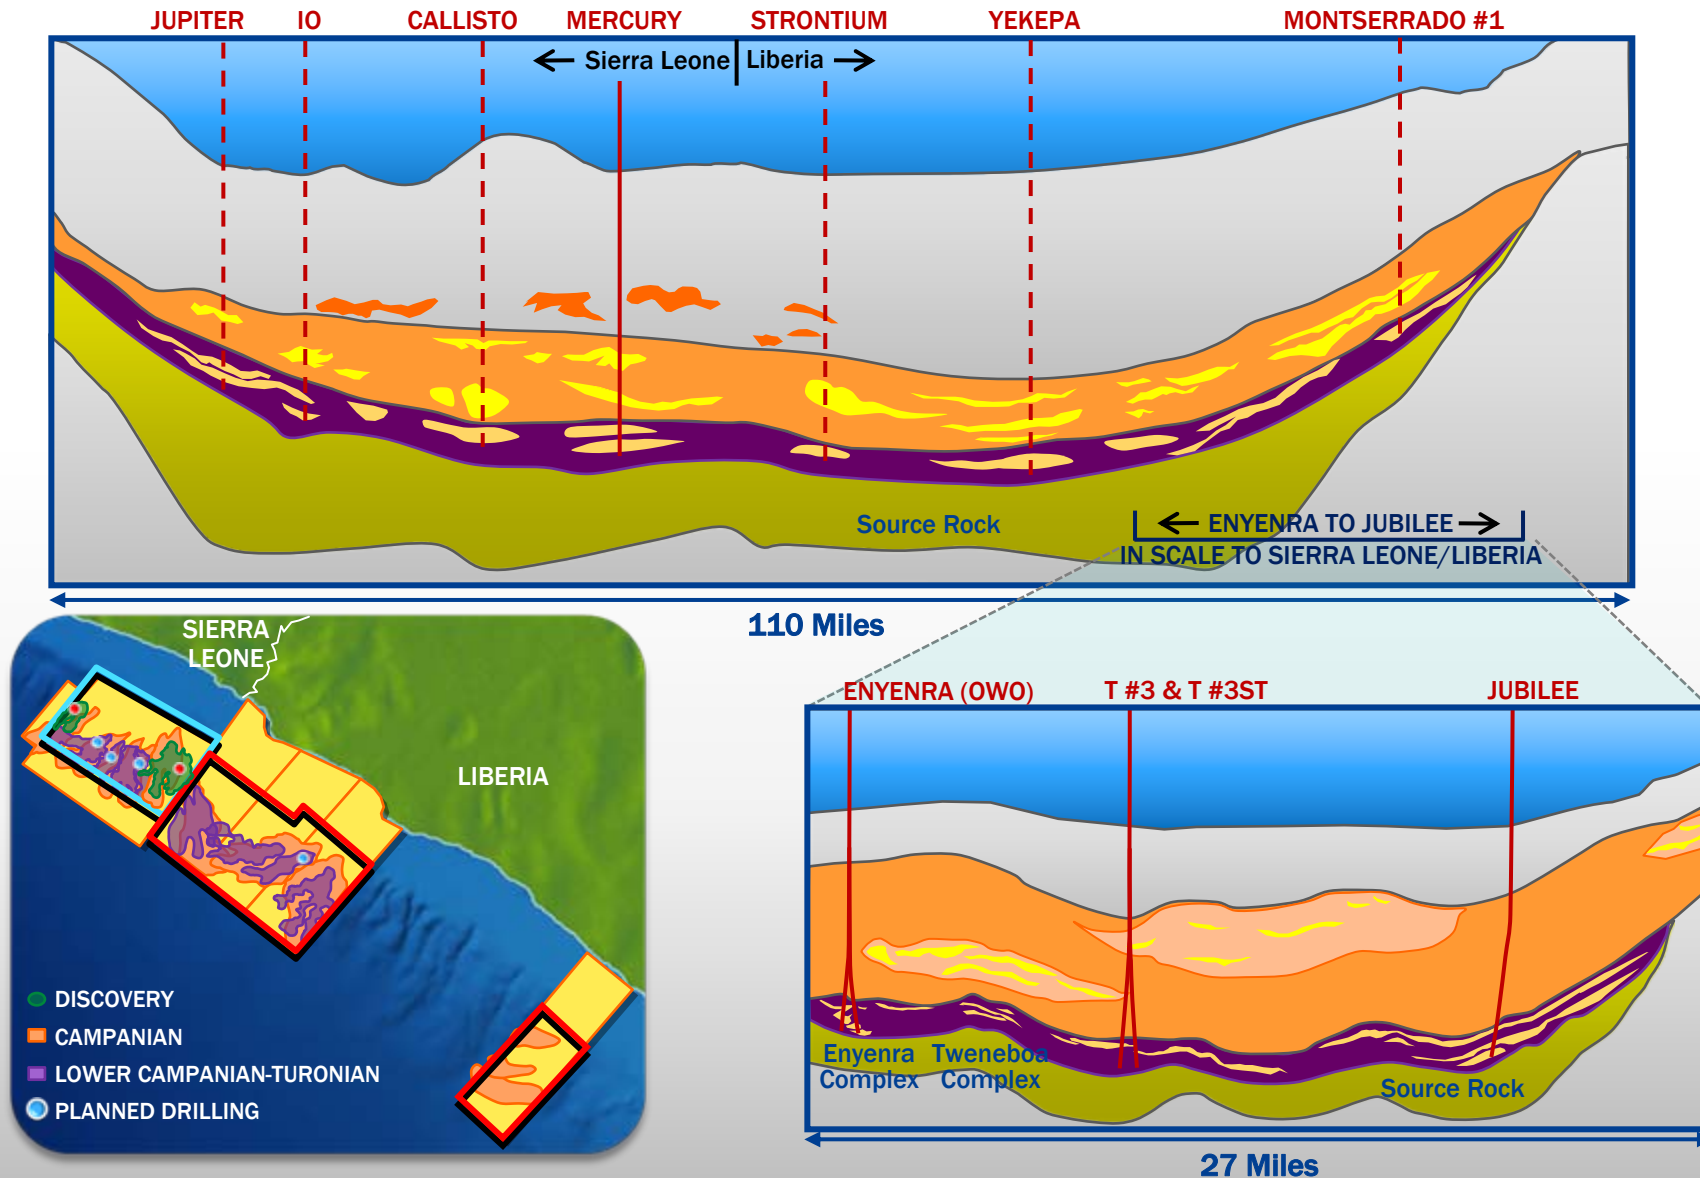 JUPITER IO CALLISTO MERCURY STRONTIUM YEKEPA MONTSERRADO #1
Sierra Leone Liberia
Source Rock
ENYENRA TO JUBILEE
IN SCALE TO SIERRA LEONE/LIBERIA
110 Miles
SIERRA
LEONE
LIBERIA
DISCOVERY
CAMPANIAN
LOWER CAMPANIAN-TURONIAN
PLANNED DRILLING
ENYENRA (OWO) T #3 & T #3ST JUBILEE
Enyenra Tweneboa
Complex Complex
Source Rock
27 Miles